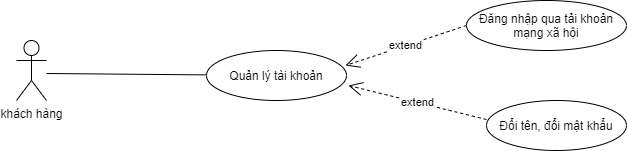 Đăng nhập qua tải khoản
mạng xã hội
extend
Quản lý tài khoản
extend
khách hàng
Đổi tên, đổi mật khẩu